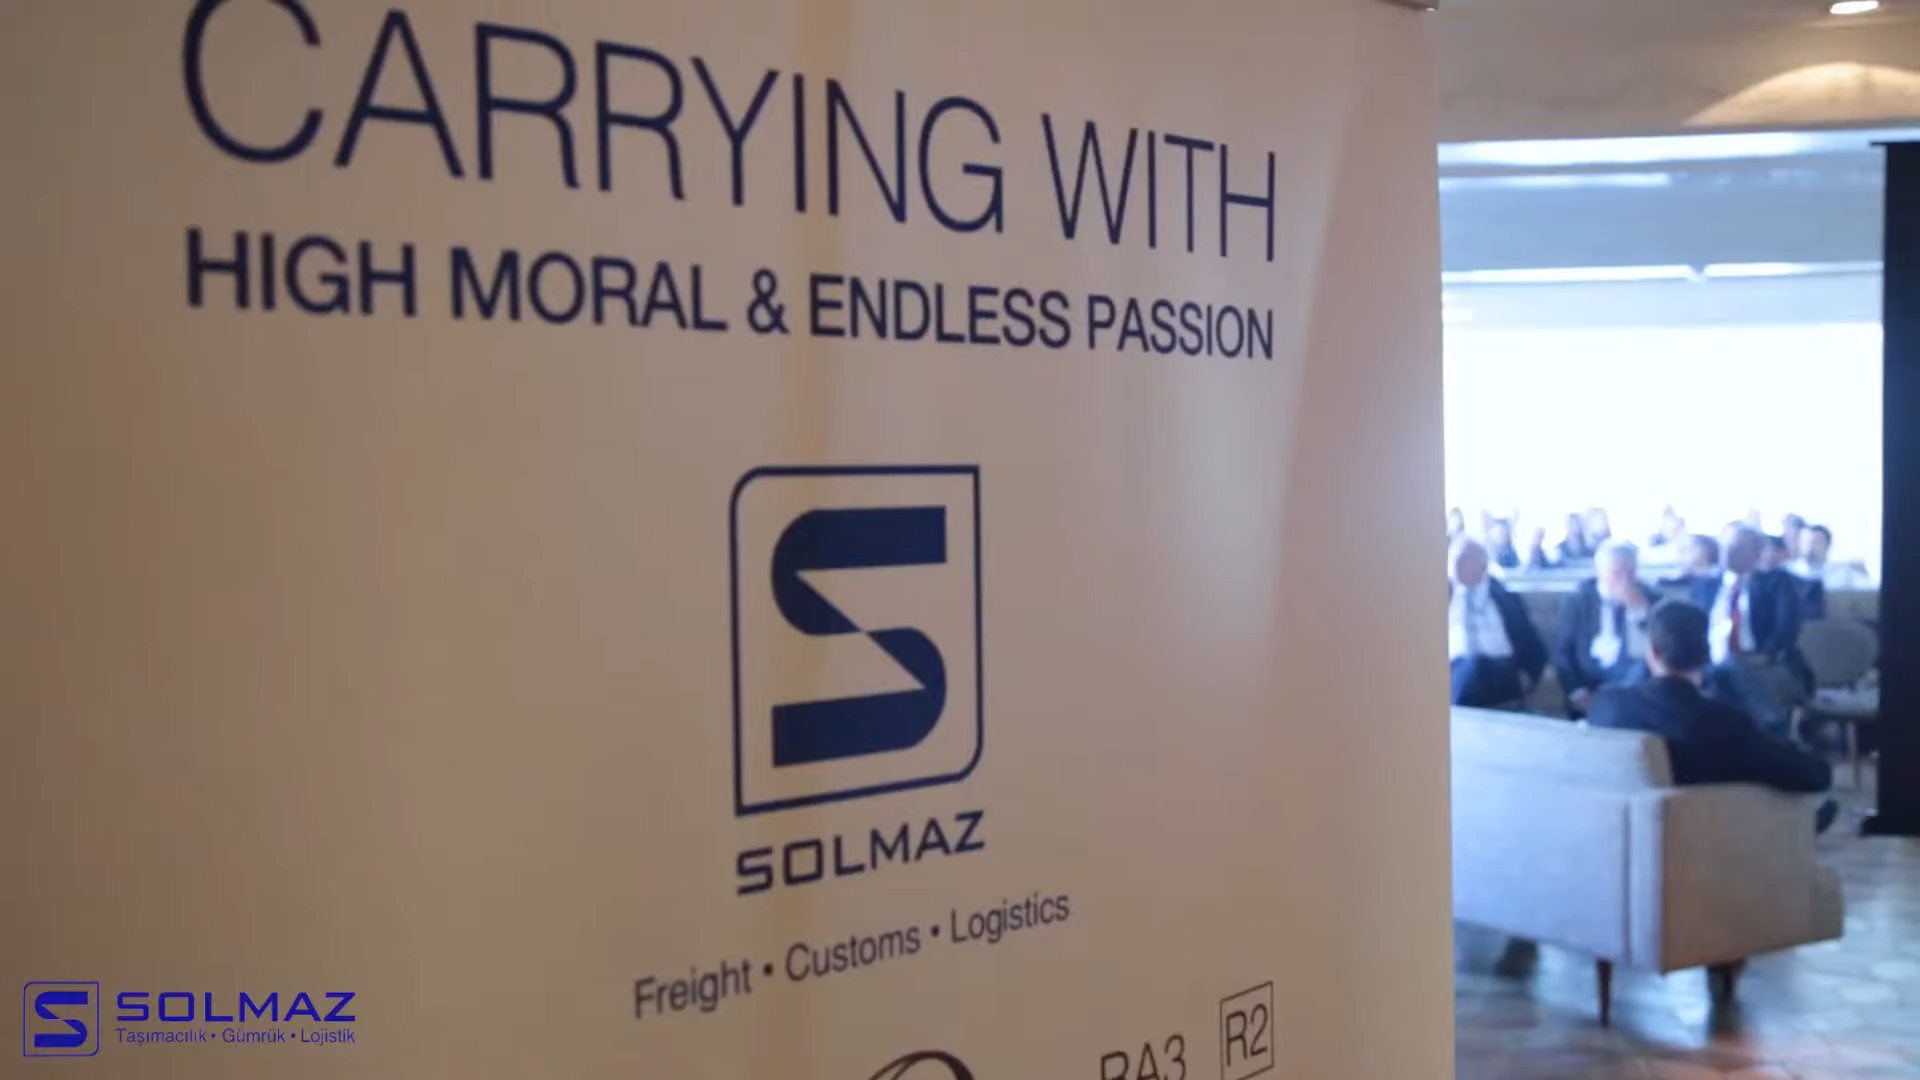 CARRYING WITH
HIGH MORAL & ENDLESS PASSION
S
SOLMAZ
Freight • Customs • Logistics
RA3 R2
SOLMAZ
Taşımacılık • Gümrük • Lojistik